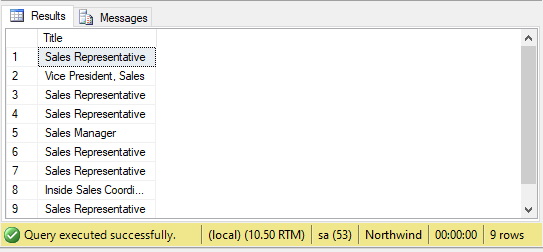 Results Messages
Title
1 Sales Representative
2 Vice President, Sales
3 Sales Representative
4 Sales Representative
5 Sales Manager
6 Sales Representative
7 Sales Representative
8 Inside Sales Coordi...
9 Sales Representative
Query executed successfully. (local) (10.50 RTM) sa (53) Northwind 00:00:00 9 rows